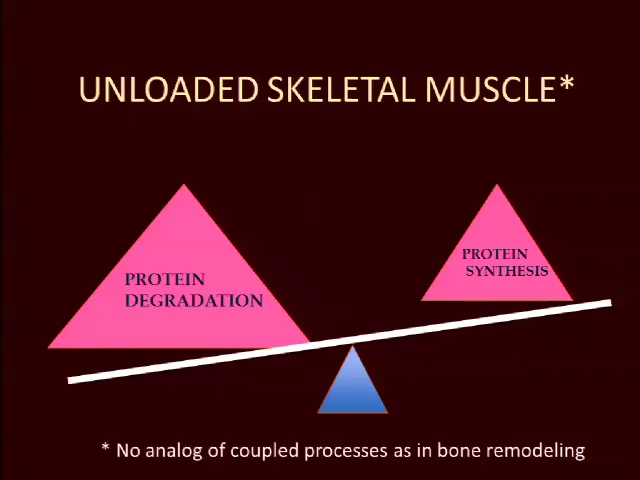 UNLOADED SKELETAL MUSCLE*
PROTEIN
DEGRADATION
PROTEIN
SYNTHESIS
* No analog of coupled processes as in bone remodeling